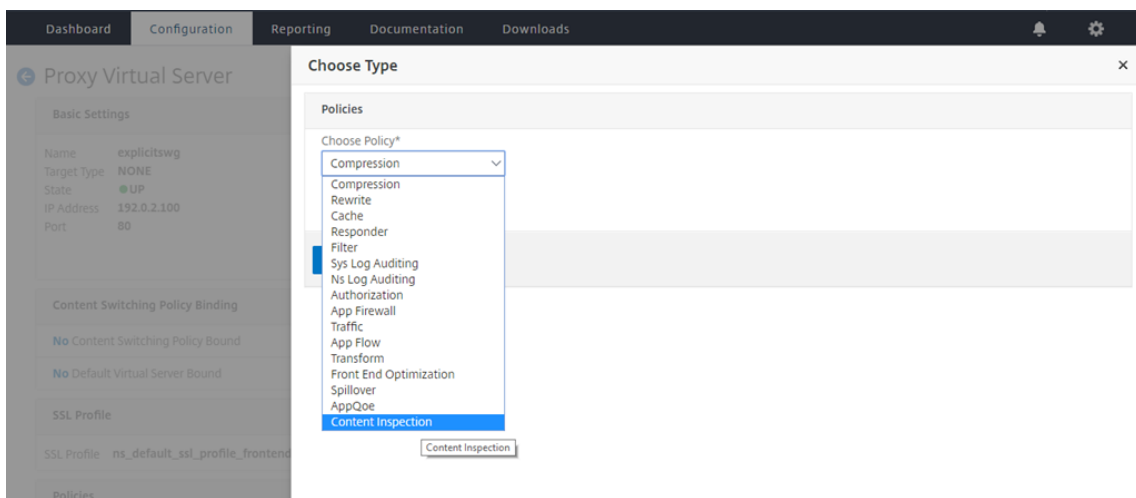 Dashboard Configuration Reporting Documentation Downloads
Proxy Virtual Server
Basic Settings
Name explicitswg
Target Type NONE
State UP
IP Address 192.0.2.100
Port 80
Content Switching Policy Binding
No Content Switching Policy Bound
No Default Virtual Server Bound
SSL Profile
SSL Profile ns_default_ssl_profile_frontend
Policies
Choose Type
Policies
Choose Policy*
Compression
Compression
Rewrite
Cache
Responder
Filter
Sys Log Auditing
Ns Log Auditing
Authorization
App Firewall
Traffic
App Flow
Transform
Front End Optimization
Spillover
AppQoe
Content Inspection
Content Inspection